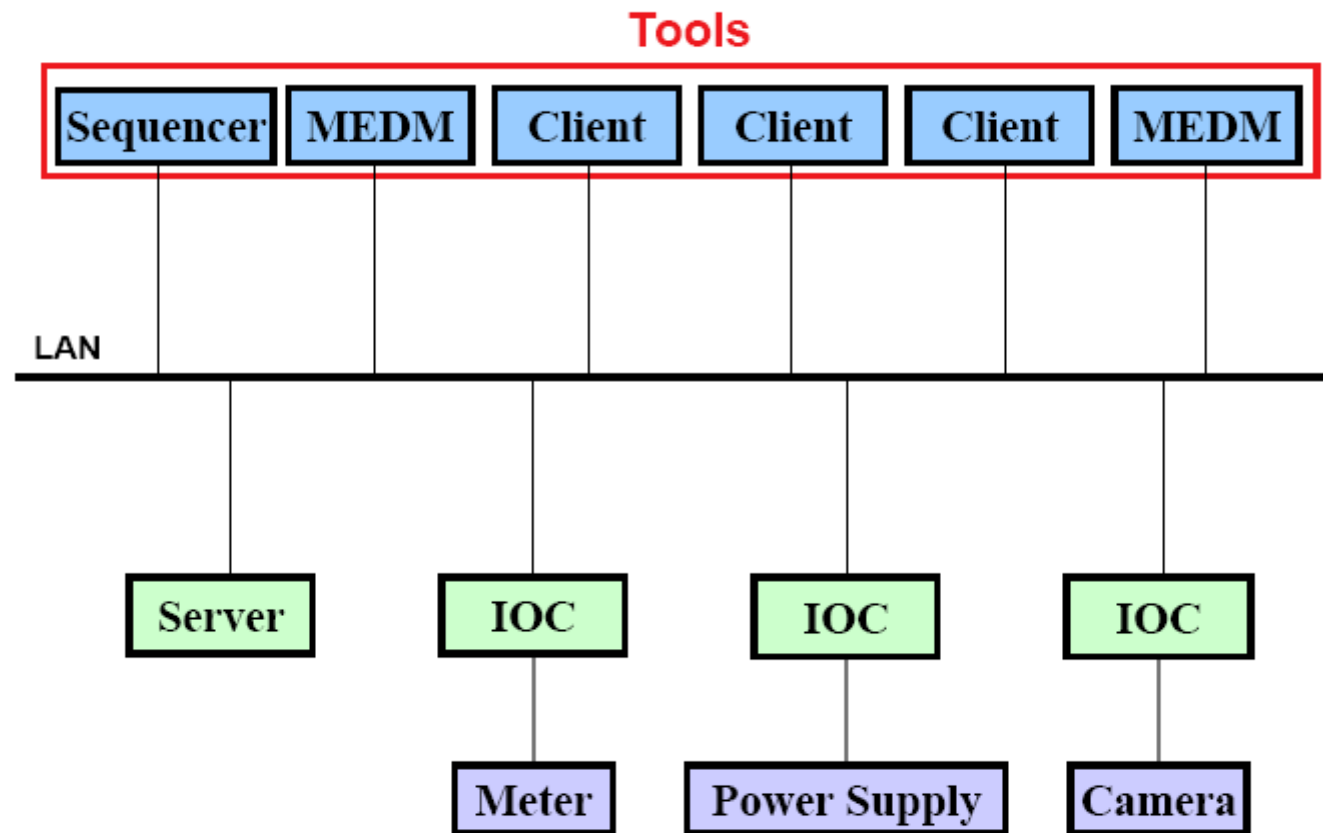 Tools
Sequencer MEDM Client Client Client MEDM
LAN
Server IOC IOC IOC
Meter Power Supply Camera